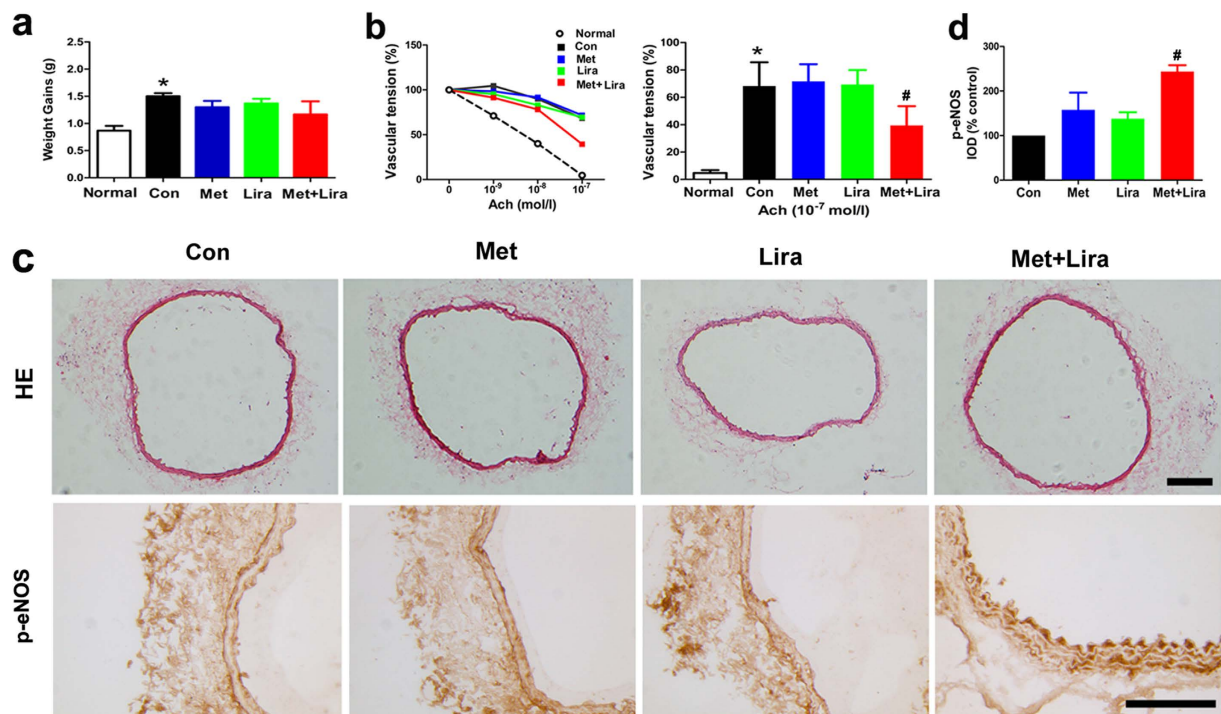 a
Weight Gains (g)
2.5
2.0
1.5
1.0
0.5
0.0
*
Normal Con Met Lira Met+Lira
b
Vascular tension (%)
150
100
50
0
0 10⁻⁹ 10⁻⁸ 10⁻⁷
Ach (mol/l)
Normal
Con
Met
Lira
Met+Lira
Vascular tension (%)
100
80
60
40
20
0
*
#
Normal Con Met Lira Met+Lira
Ach (10⁻⁷ mol/l)
d
p-eNOS
IOD (% control)
300
200
100
0
#
Con Met Lira Met+Lira
c
Con Met Lira Met+Lira
HE
p-eNOS